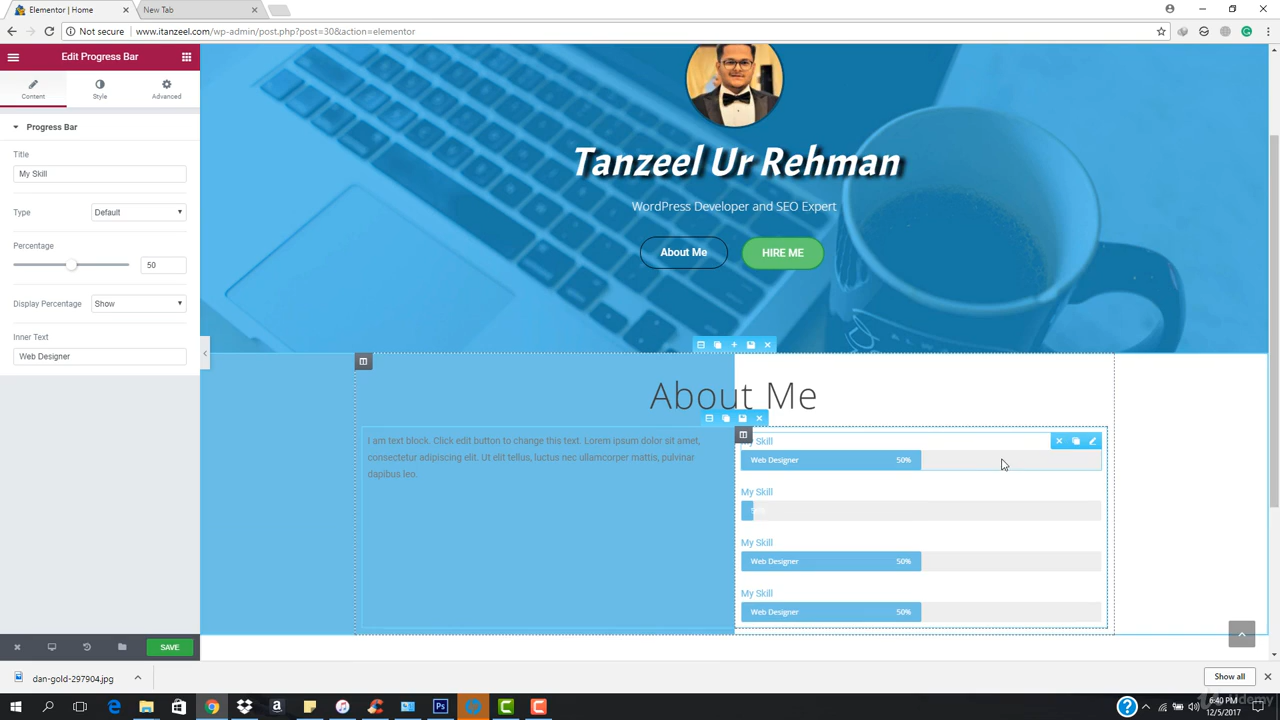 Elementor | Home
New Tab
Not secure
www.itanzeel.com/wp-admin/post.php?post=30&action=elementor
Edit Progress Bar
Content
Style
Advanced
Progress Bar
Title
My Skill
Type
Default
Percentage
50
Display Percentage
Show
Inner Text
Web Designer
SAVE
Tanzeel Ur Rehman
WordPress Developer and SEO Expert
About Me
HIRE ME
About Me
I am text block. Click edit button to change this text. Lorem ipsum dolor sit amet,
consectetur adipiscing elit. Ut elit tellus, luctus nec ullamcorper mattis, pulvinar
dapibus leo.
My Skill
Web Designer 50%
My Skill
My Skill
Web Designer 50%
My Skill
Web Designer 50%
dan-gold-297904.jpg
Show all
6:40 PM
12/5/2017